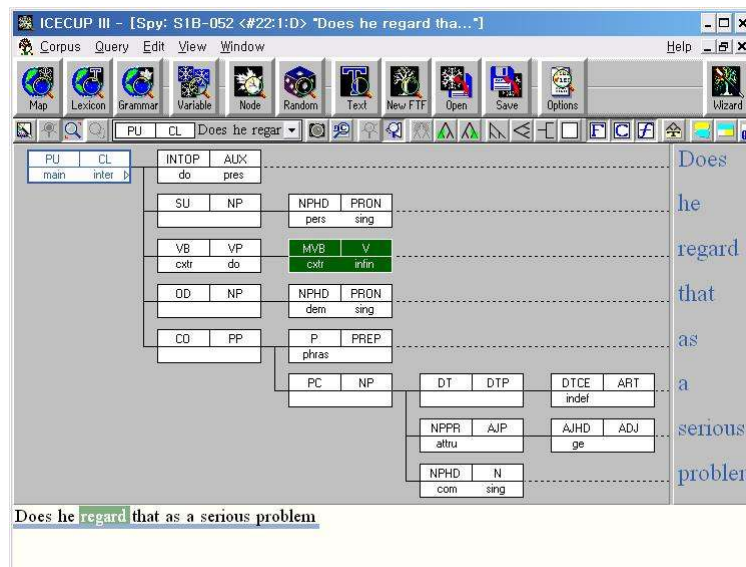 ICECUP III - [Spy: S1B-052 <#22:1:D> "Does he regard tha..."]
Corpus Query Edit View Window Help
Map Lexicon Grammar Variable Node Random Text New FTF Open Save Options Wizard
PU CL Does he regar
PU CL INTOP AUX Does
main inter do pres
SU NP NPHD PRON he
pers sing
VB VP MVB V regard
cxtr do cxtr infin
OD NP NPHD PRON that
dem sing
CO PP P PREP as
phras
PC NP DT DTP DTCE ART a
indef
NPPR AJP AJHD ADJ serious
attru ge
NPHD N problem
com sing
Does he regard that as a serious problem